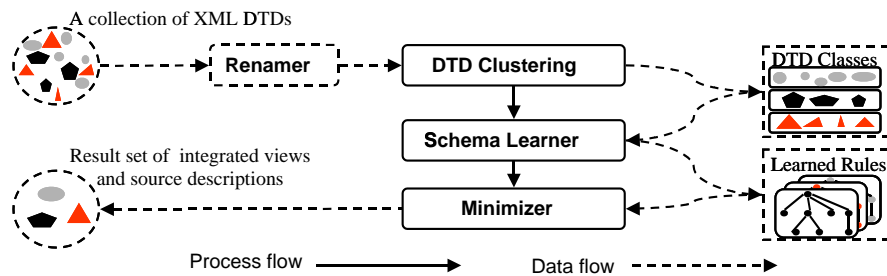 A collection of XML DTDs
Renamer
DTD Clustering
DTD Classes
Schema Learner
Result set of integrated views
and source descriptions
Learned Rules
Minimizer
Process flow
Data flow